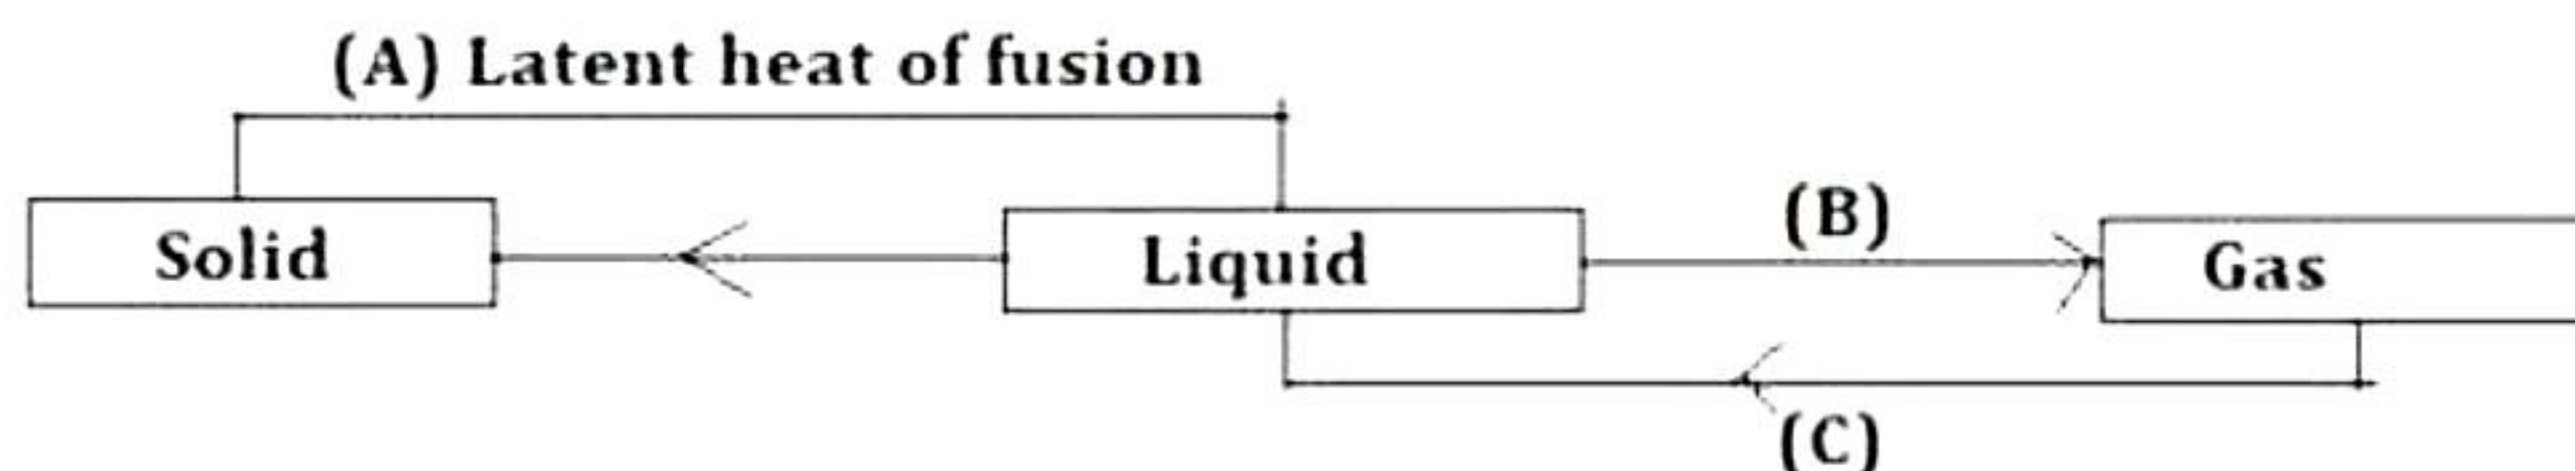 (A) Latent heat of fusion
Solid
Liquid
(B)
Gas
(C)